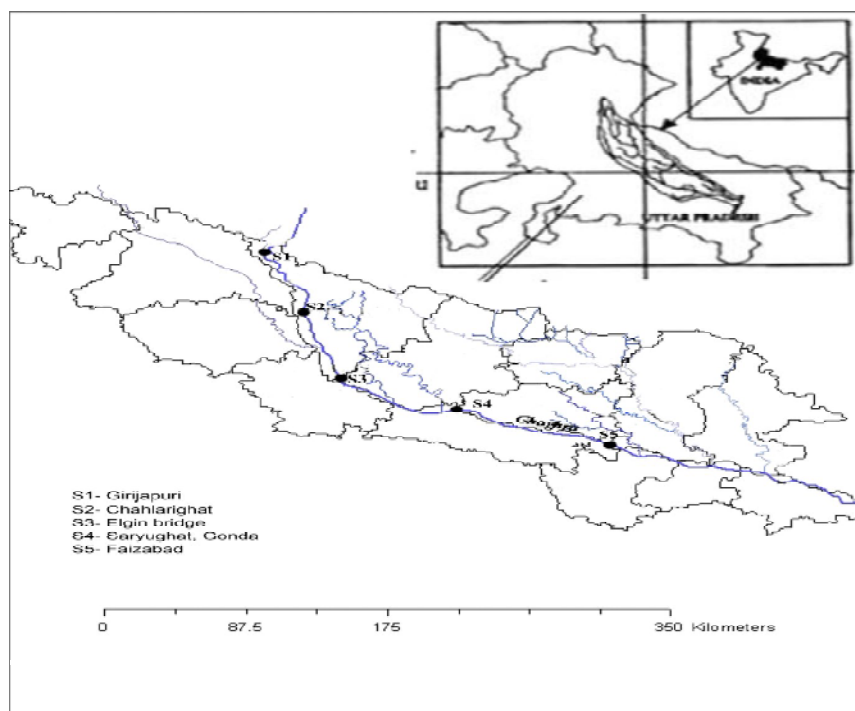 INDIA
UTTAR PRADESH
S1
S2
S3
S4
Ghaghra
S5
S1- Girijapuri
S2- Chahlarighat
S3- Elgin bridge
S4- Saryughat, Gonda
S5- Faizabad
0 87.5 175 350 Kilometers